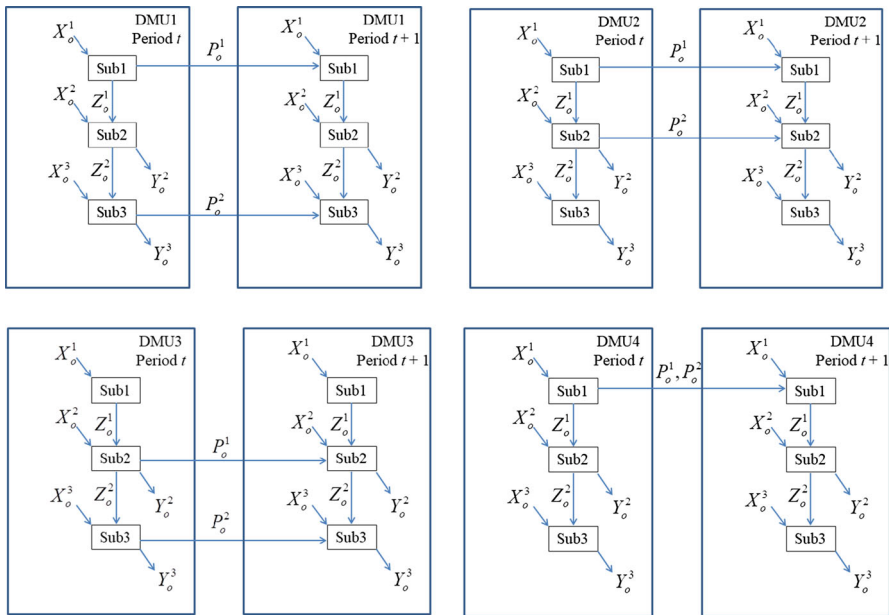 DMU1
Period t
X_o^1
Sub1
P_o^1
Z_o^1
X_o^2
Sub2
Z_o^2
Y_o^2
X_o^3
Sub3
P_o^2
Y_o^3
DMU1
Period t + 1
X_o^1
Sub1
Z_o^1
X_o^2
Sub2
Z_o^2
Y_o^2
X_o^3
Sub3
Y_o^3
DMU2
Period t
X_o^1
Sub1
P_o^1
Z_o^1
X_o^2
Sub2
P_o^2
Z_o^2
Y_o^2
X_o^3
Sub3
Y_o^3
DMU2
Period t + 1
X_o^1
Sub1
Z_o^1
X_o^2
Sub2
Z_o^2
Y_o^2
X_o^3
Sub3
Y_o^3
DMU3
Period t
X_o^1
Sub1
Z_o^1
X_o^2
Sub2
P_o^1
Z_o^2
Y_o^2
X_o^3
Sub3
P_o^2
Y_o^3
DMU3
Period t + 1
X_o^1
Sub1
Z_o^1
X_o^2
Sub2
Z_o^2
Y_o^2
X_o^3
Sub3
Y_o^3
DMU4
Period t
X_o^1
Sub1
P_o^1, P_o^2
Z_o^1
X_o^2
Sub2
Z_o^2
Y_o^2
X_o^3
Sub3
Y_o^3
DMU4
Period t + 1
X_o^1
Sub1
Z_o^1
X_o^2
Sub2
Z_o^2
Y_o^2
X_o^3
Sub3
Y_o^3